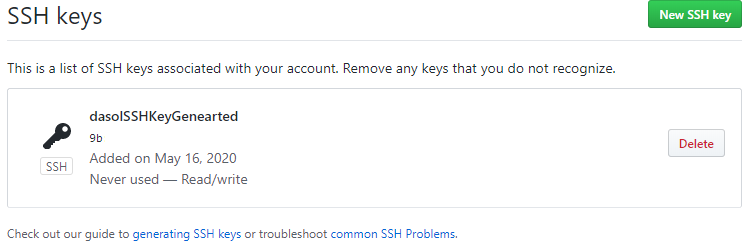 SSH keys
New SSH key
This is a list of SSH keys associated with your account. Remove any keys that you do not recognize.
dasolSSHKeyGenearted
9b
Added on May 16, 2020
Never used — Read/write
SSH
Delete
Check out our guide to generating SSH keys or troubleshoot common SSH Problems.